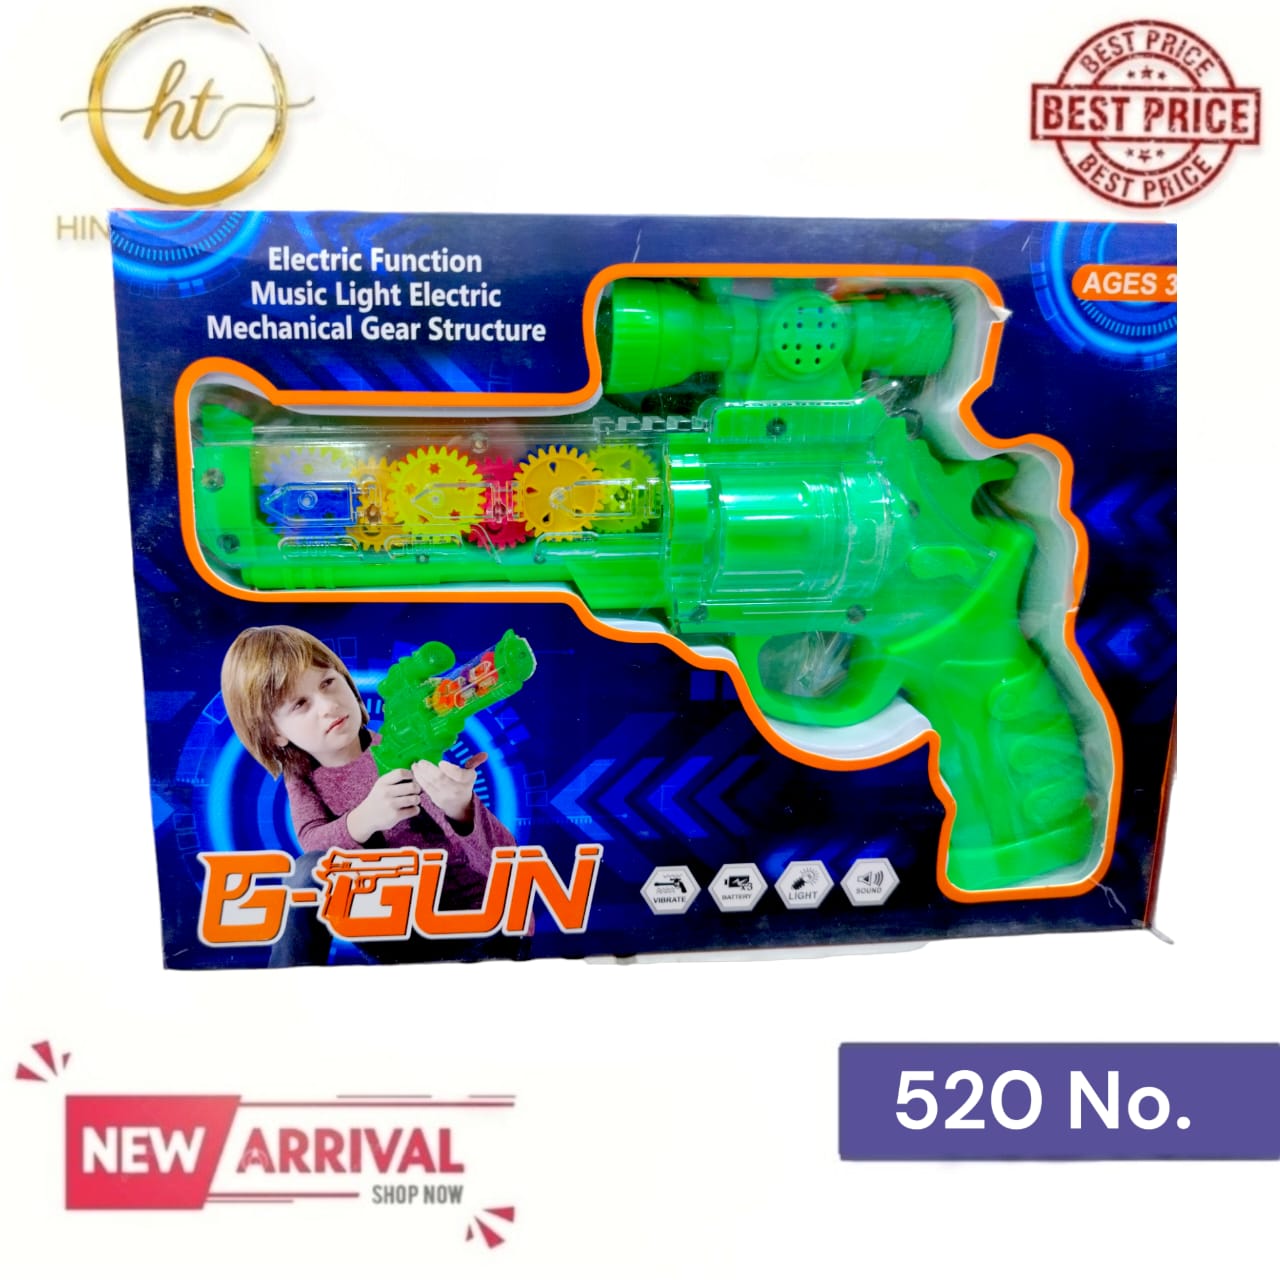 ht
BEST PRICE
BEST PRICE
BEST PRICE
HIN
Electric Function
Music Light Electric
Mechanical Gear Structure
AGES 3
G-GUN
VIBRATE
x3
BATTERY
LIGHT
SOUND
NEW ARRIVAL
SHOP NOW
520 No.